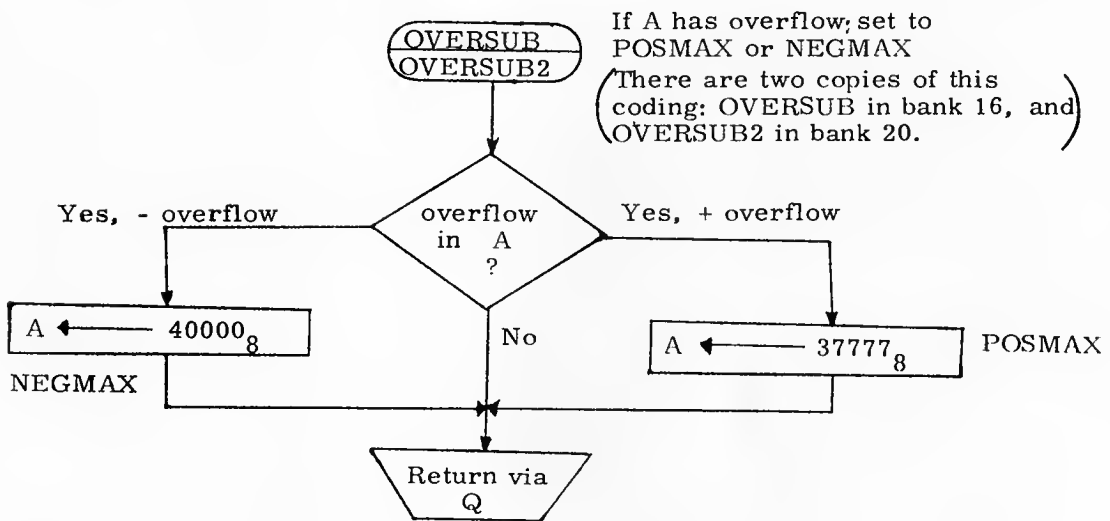 OVERSUB
OVERSUB2
If A has overflow; set to
POSMAX or NEGMAX
(There are two copies of this
coding: OVERSUB in bank 16, and
OVERSUB2 in bank 20.)
Yes, - overflow
overflow
in A
?
Yes, + overflow
A ← 40000₈
No
A ← 37777₈
POSMAX
NEGMAX
Return via
Q